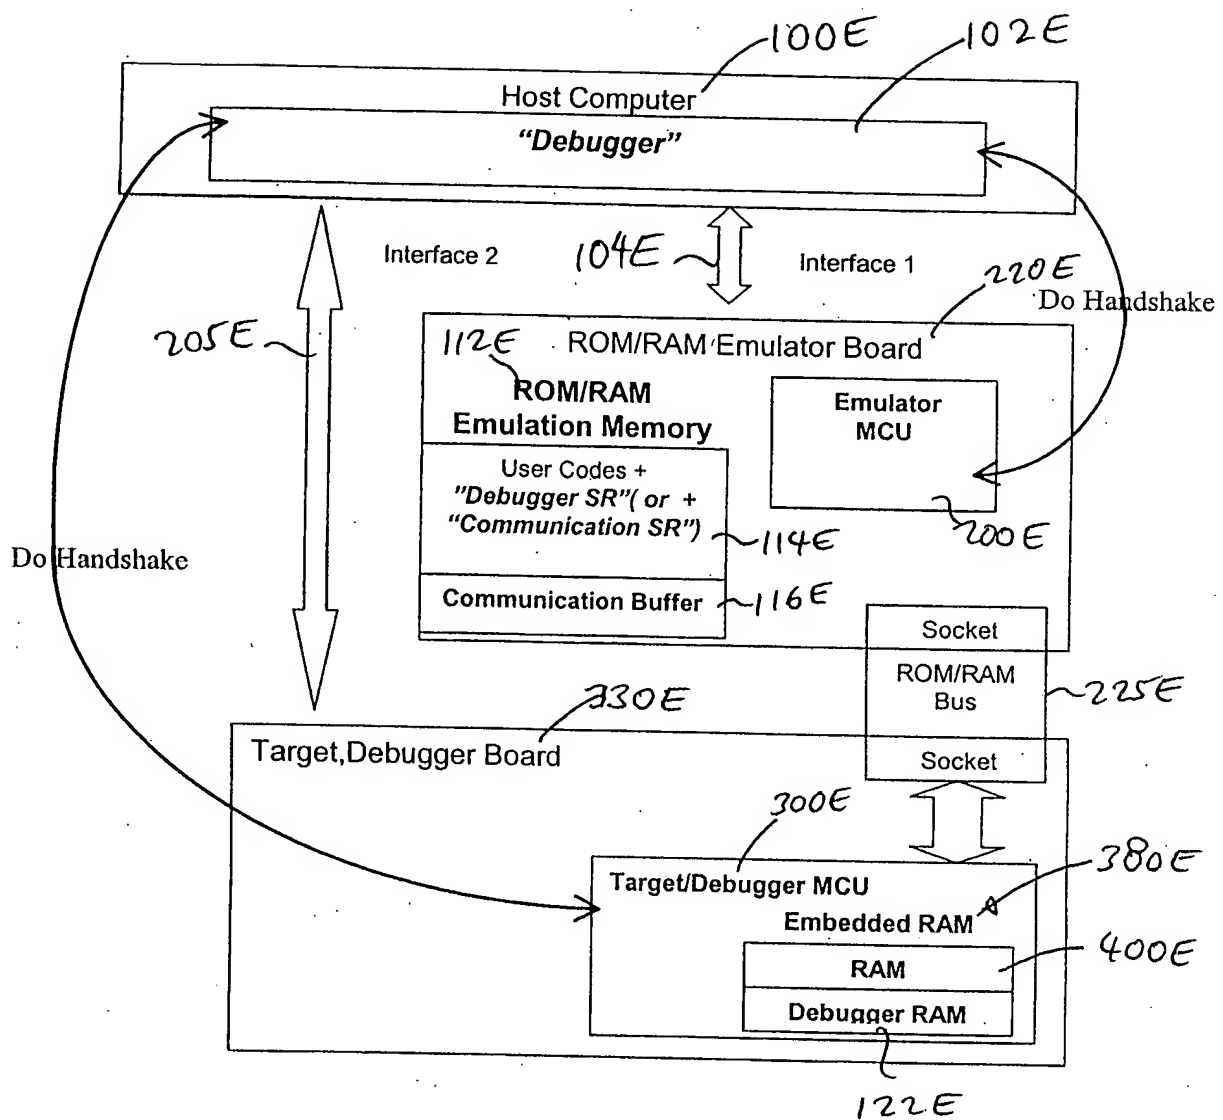 100E
102E
Host Computer
"Debugger"
Interface 2
104E
Interface 1
220E
Do Handshake
205E
112E
ROM/RAM Emulator Board
ROM/RAM
Emulation Memory
Emulator
MCU
User Codes +
"Debugger SR"( or +
"Communication SR")
114E
200E
Do Handshake
Communication Buffer
116E
Socket
ROM/RAM
Bus
225E
330E
Target,Debugger Board
Socket
300E
380E
Target/Debugger MCU
Embedded RAM
400E
RAM
Debugger RAM
122E